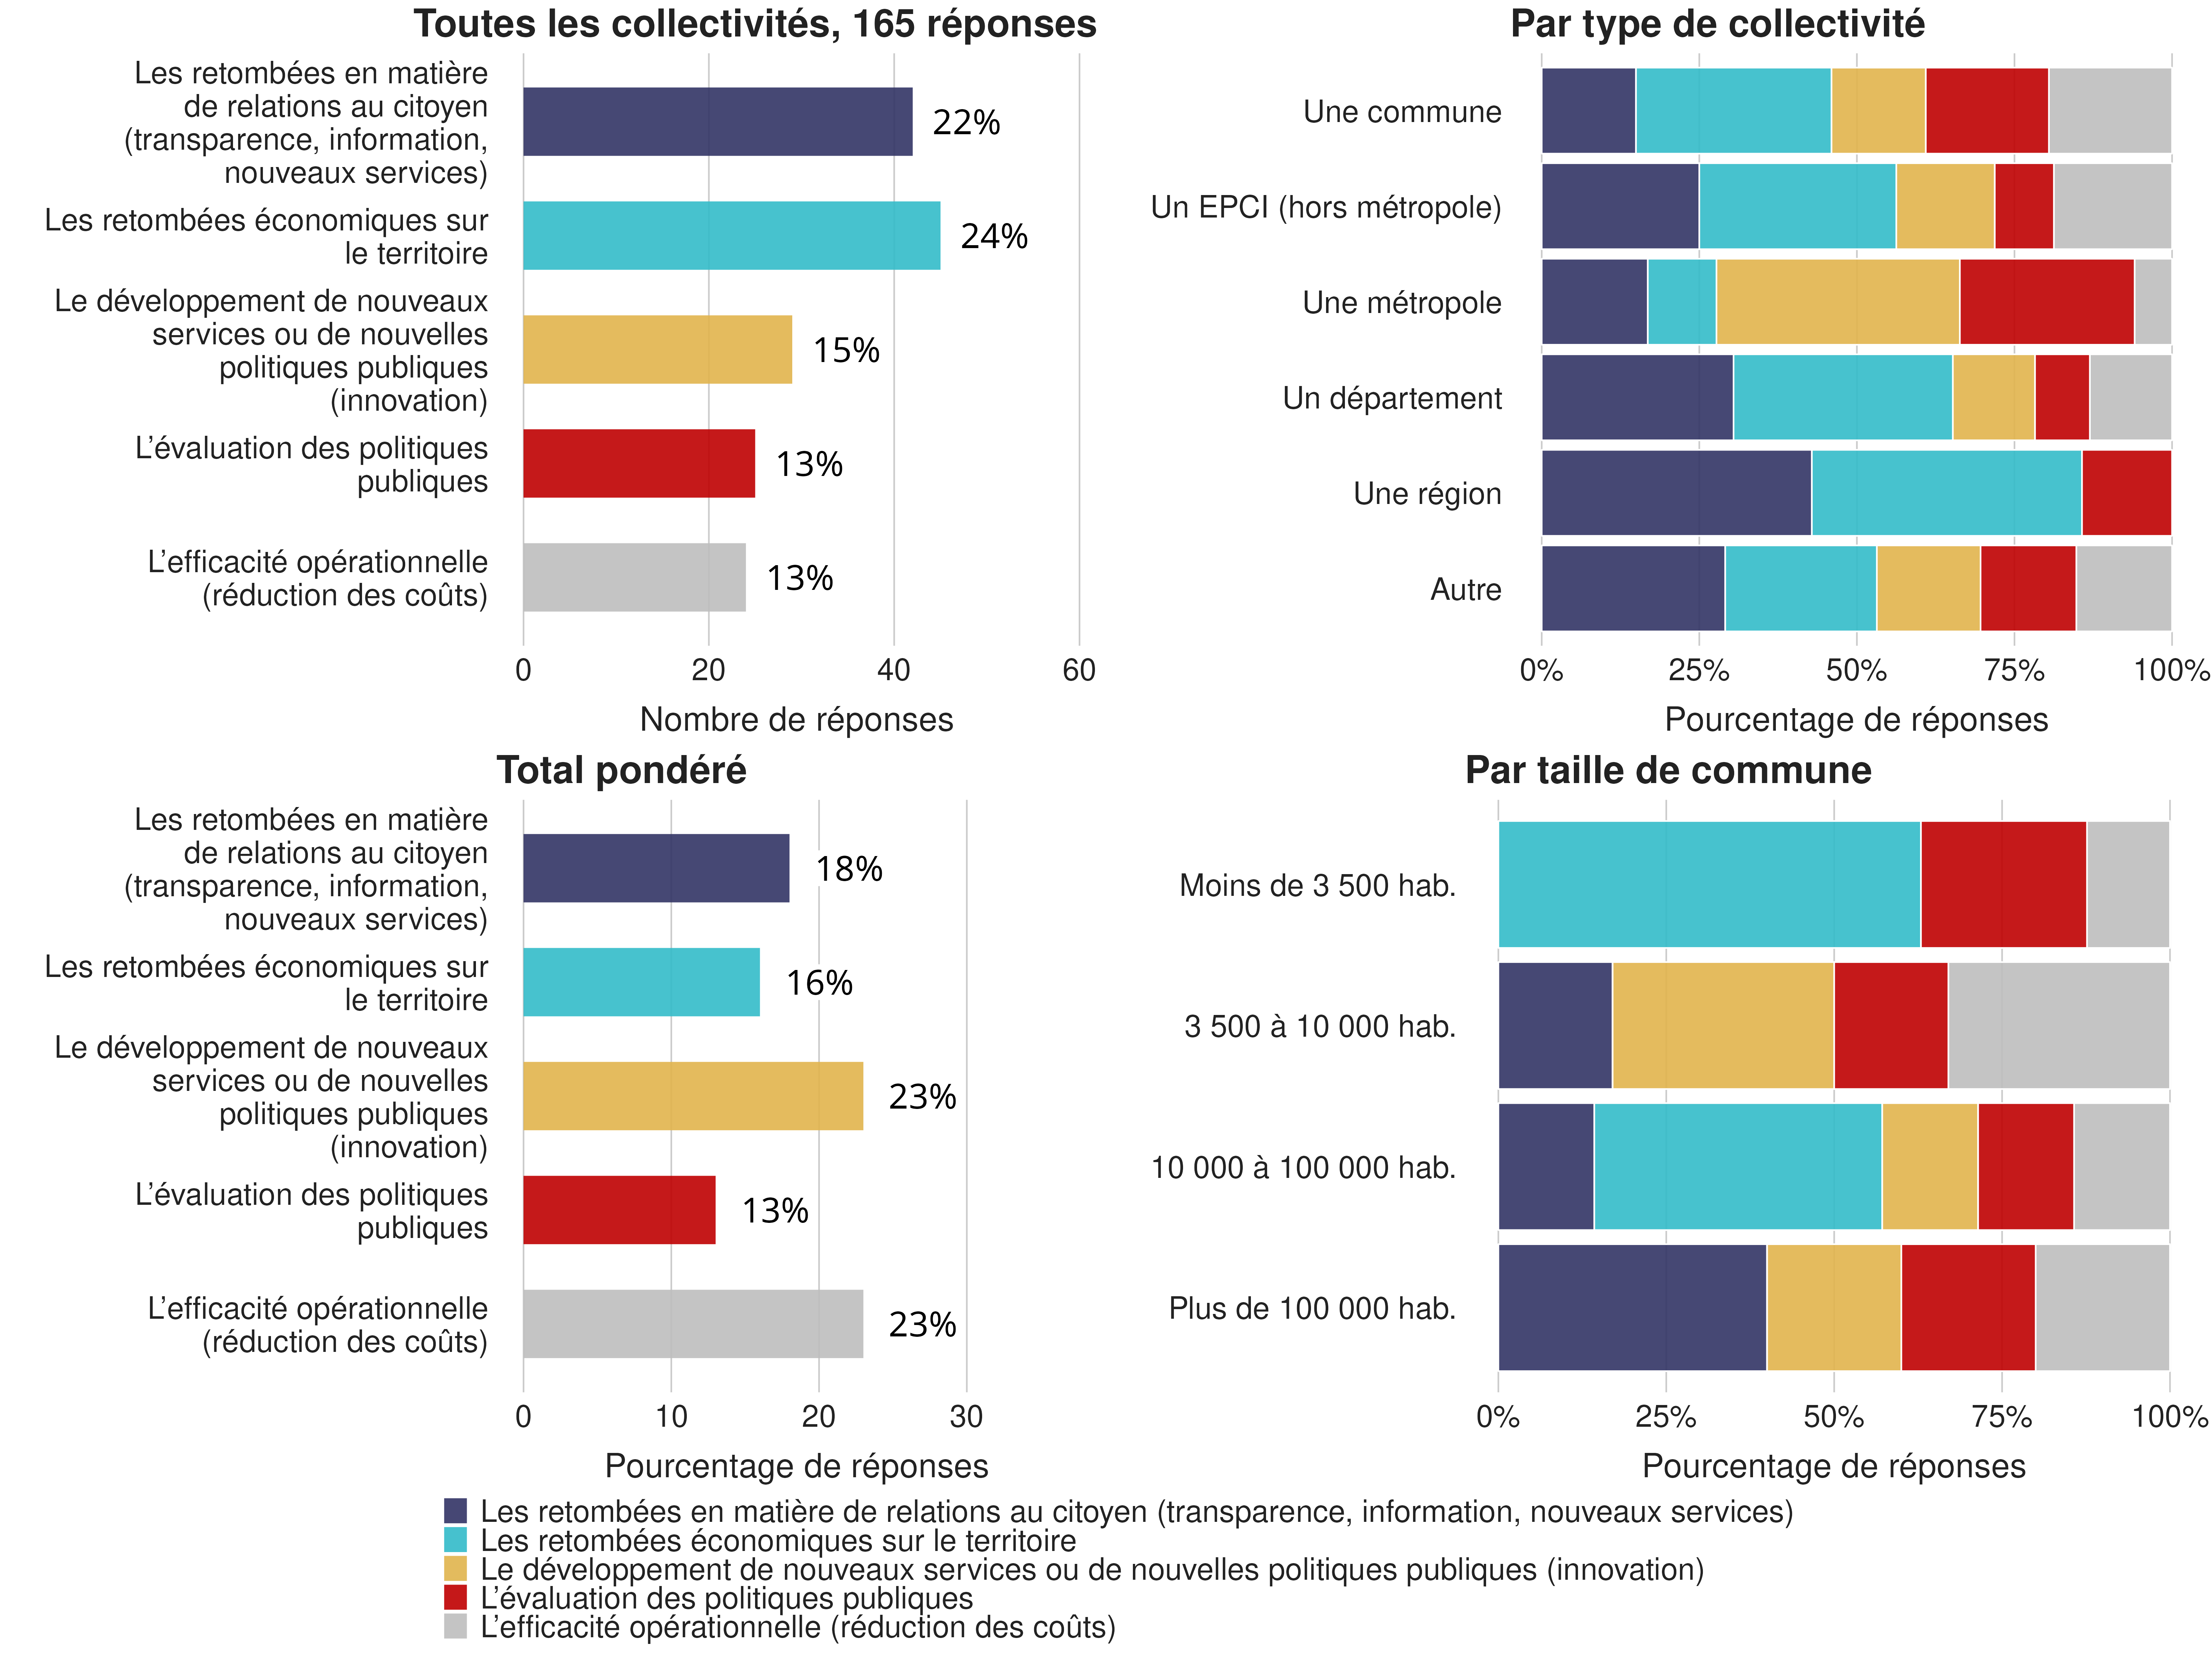 Toutes les collectivités, 165 réponses
Les retombées en matière
de relations au citoyen
(transparence, information,
nouveaux services)
22%
Les retombées économiques sur
le territoire
24%
Le développement de nouveaux
services ou de nouvelles
politiques publiques
(innovation)
15%
L’évaluation des politiques
publiques
13%
L’efficacité opérationnelle
(réduction des coûts)
13%
0 20 40 60
Nombre de réponses
Par type de collectivité
Une commune
Un EPCI (hors métropole)
Une métropole
Un département
Une région
Autre
0% 25% 50% 75% 100%
Pourcentage de réponses
Total pondéré
Les retombées en matière
de relations au citoyen
(transparence, information,
nouveaux services)
18%
Les retombées économiques sur
le territoire
16%
Le développement de nouveaux
services ou de nouvelles
politiques publiques
(innovation)
23%
L’évaluation des politiques
publiques
13%
L’efficacité opérationnelle
(réduction des coûts)
23%
0 10 20 30
Pourcentage de réponses
Par taille de commune
Moins de 3 500 hab.
3 500 à 10 000 hab.
10 000 à 100 000 hab.
Plus de 100 000 hab.
0% 25% 50% 75% 100%
Pourcentage de réponses
Les retombées en matière de relations au citoyen (transparence, information, nouveaux services)
Les retombées économiques sur le territoire
Le développement de nouveaux services ou de nouvelles politiques publiques (innovation)
L’évaluation des politiques publiques
L’efficacité opérationnelle (réduction des coûts)